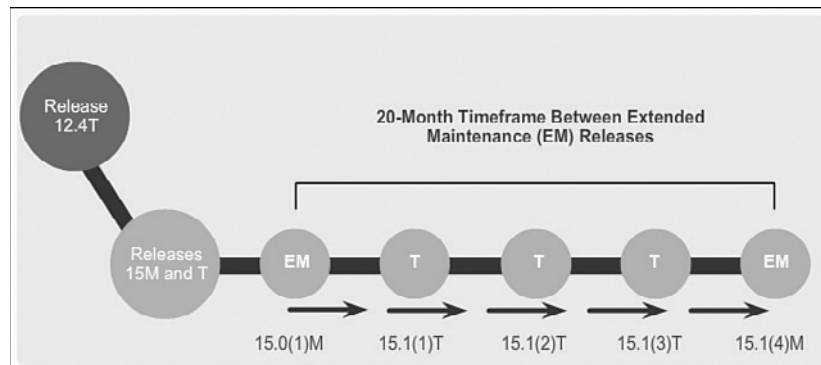 Release
12.4T
20-Month Timeframe Between Extended
Maintenance (EM) Releases
Releases
15M and T
EM
T
T
T
EM
15.0(1)M
15.1(1)T
15.1(2)T
15.1(3)T
15.1(4)M